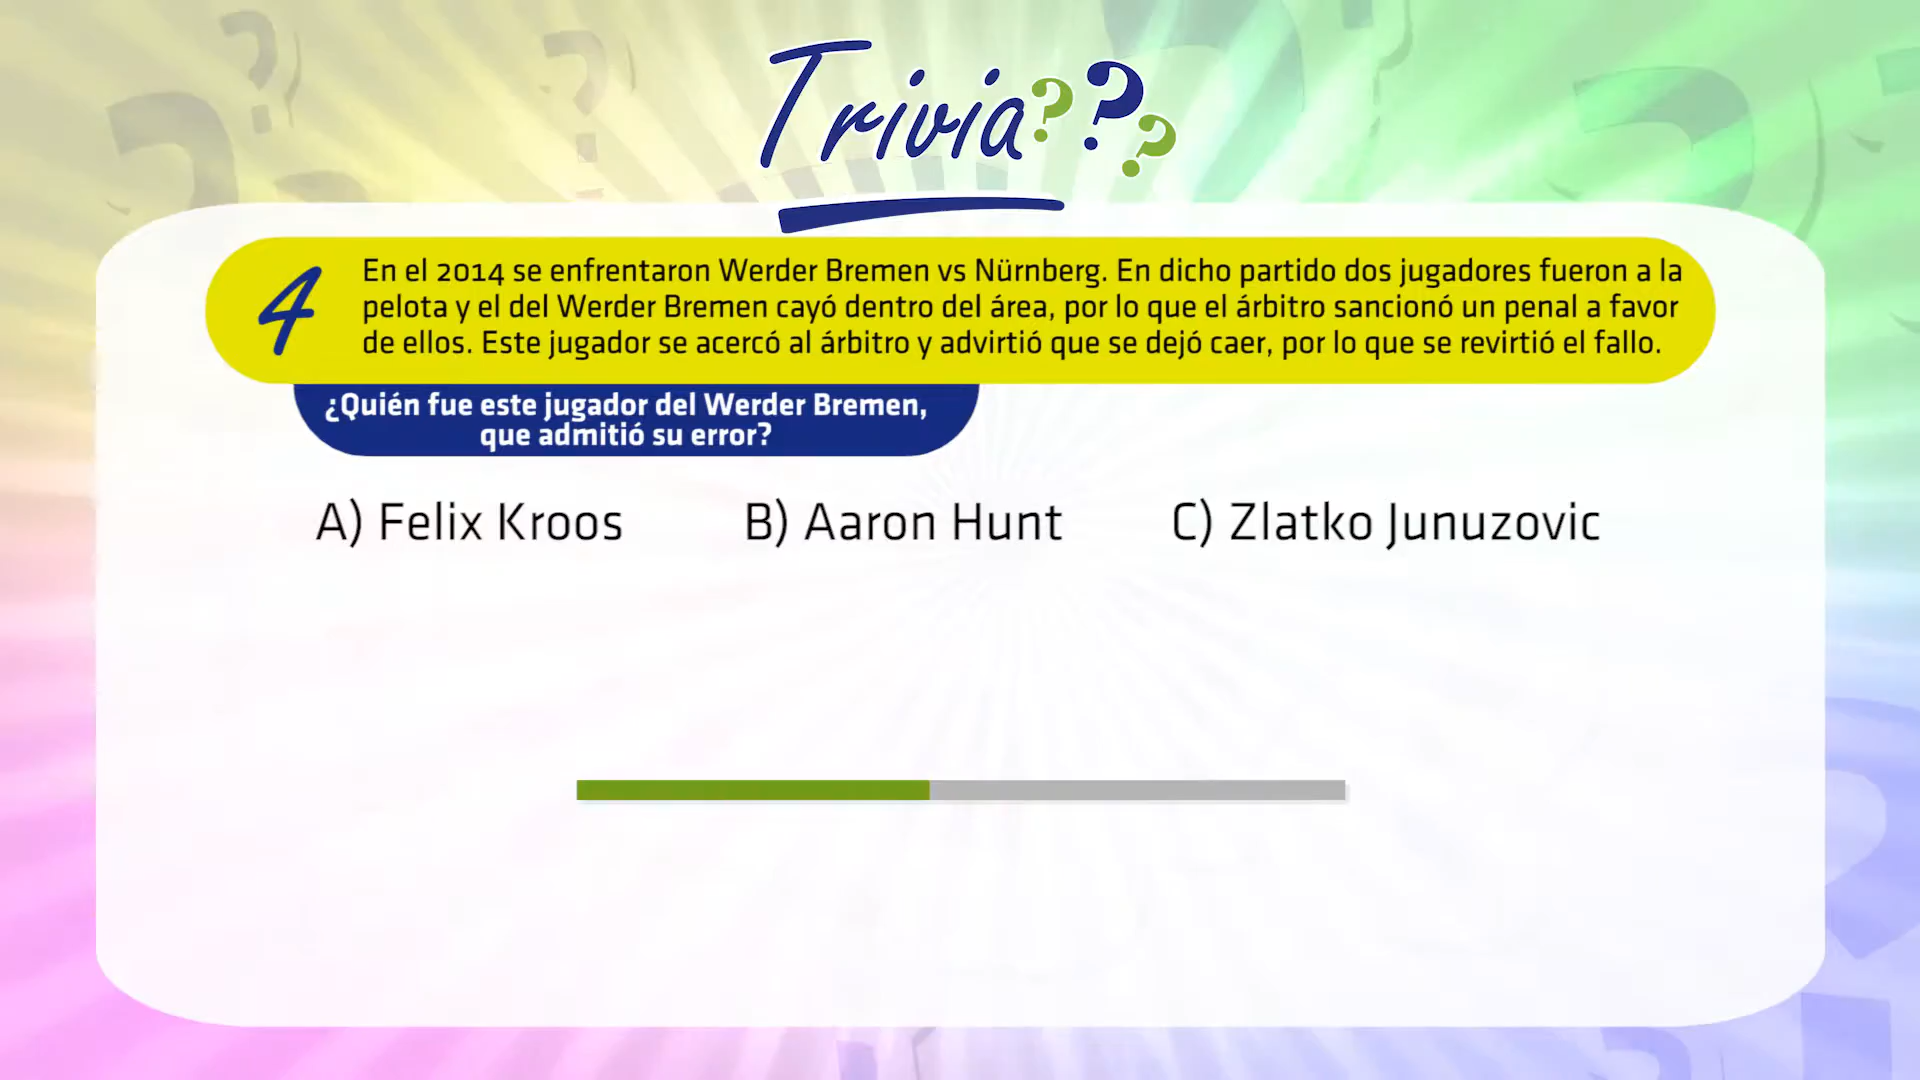 Trivia???
4
En el 2014 se enfrentaron Werder Bremen vs Nürnberg. En dicho partido dos jugadores fueron a la
pelota y el del Werder Bremen cayó dentro del área, por lo que el árbitro sancionó un penal a favor
de ellos. Este jugador se acercó al árbitro y advirtió que se dejó caer, por lo que se revirtió el fallo.
¿Quién fue este jugador del Werder Bremen,
que admitió su error?
A) Felix Kroos B) Aaron Hunt C) Zlatko Junuzovic